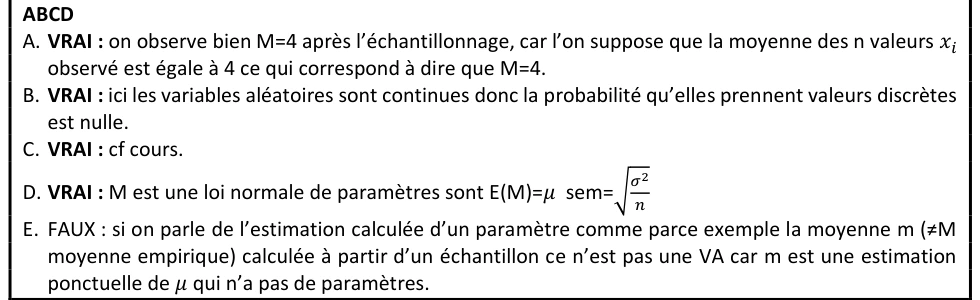 ABCD
A. VRAI : on observe bien M=4 après l’échantillonnage, car l’on suppose que la moyenne des n valeurs 𝑥ᵢ
observé est égale à 4 ce qui correspond à dire que M=4.
B. VRAI : ici les variables aléatoires sont continues donc la probabilité qu’elles prennent valeurs discrètes
est nulle.
C. VRAI : cf cours.
D. VRAI : M est une loi normale de paramètres sont E(M)=𝜇 sem=√(𝜎²/𝑛)
E. FAUX : si on parle de l’estimation calculée d’un paramètre comme parce exemple la moyenne m (≠M
moyenne empirique) calculée à partir d’un échantillon ce n’est pas une VA car m est une estimation
ponctuelle de 𝜇 qui n’a pas de paramètres.